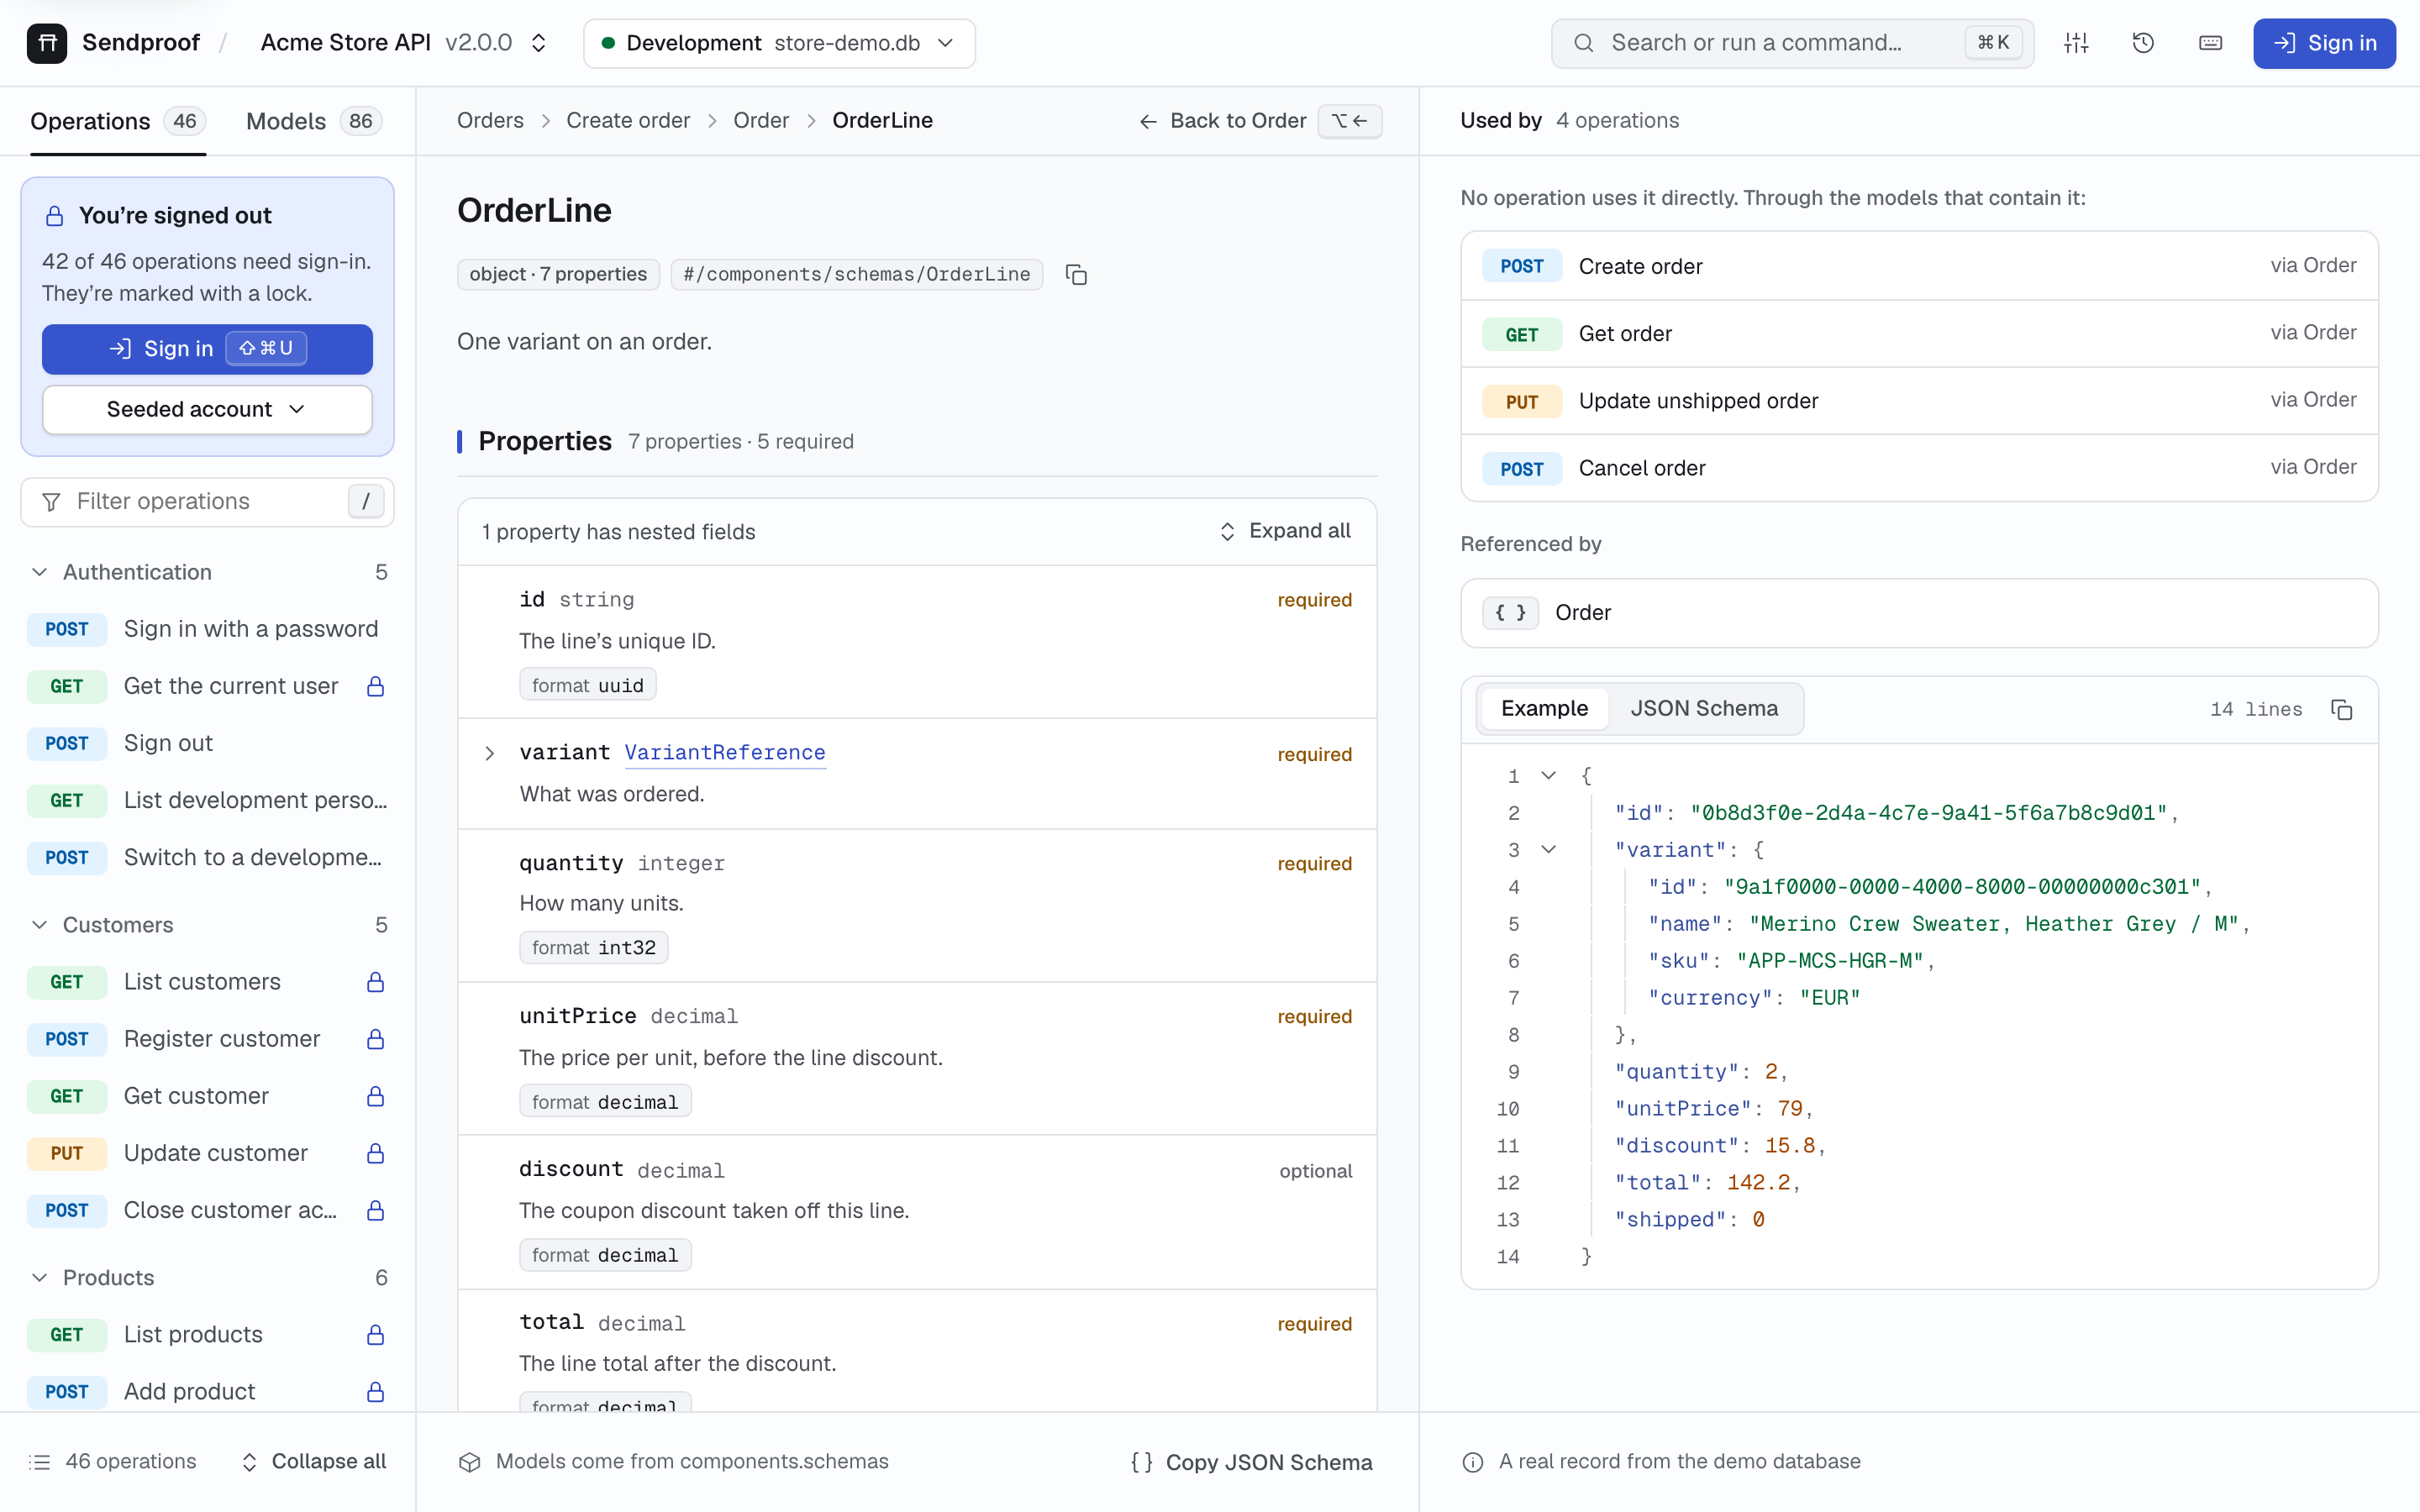 Sendproof / Acme Store API v2.0.0
Development store-demo.db
Search or run a command… ⌘K
Sign in
Operations 46 Models 86
You’re signed out
42 of 46 operations need sign-in.
They’re marked with a lock.
Sign in ⇧⌘U
Seeded account
Filter operations /
Authentication 5
POST Sign in with a password
GET Get the current user
POST Sign out
GET List development perso…
POST Switch to a developme…
Customers 5
GET List customers
POST Register customer
GET Get customer
PUT Update customer
POST Close customer ac…
Products 6
GET List products
POST Add product
46 operations Collapse all
Orders > Create order > Order > OrderLine
← Back to Order ⌥←
OrderLine
object · 7 properties #/components/schemas/OrderLine
One variant on an order.
Properties 7 properties · 5 required
1 property has nested fields Expand all
id string required
The line’s unique ID.
format uuid
variant VariantReference required
What was ordered.
quantity integer required
How many units.
format int32
unitPrice decimal required
The price per unit, before the line discount.
format decimal
discount decimal optional
The coupon discount taken off this line.
format decimal
total decimal required
The line total after the discount.
format decimal
Models come from components.schemas {} Copy JSON Schema
Used by 4 operations
No operation uses it directly. Through the models that contain it:
POST Create order via Order
GET Get order via Order
PUT Update unshipped order via Order
POST Cancel order via Order
Referenced by
{ } Order
Example JSON Schema 14 lines
1 {
2 "id": "0b8d3f0e-2d4a-4c7e-9a41-5f6a7b8c9d01",
3 "variant": {
4 "id": "9a1f0000-0000-4000-8000-00000000c301",
5 "name": "Merino Crew Sweater, Heather Grey / M",
6 "sku": "APP-MCS-HGR-M",
7 "currency": "EUR"
8 },
9 "quantity": 2,
10 "unitPrice": 79,
11 "discount": 15.8,
12 "total": 142.2,
13 "shipped": 0
14 }
A real record from the demo database